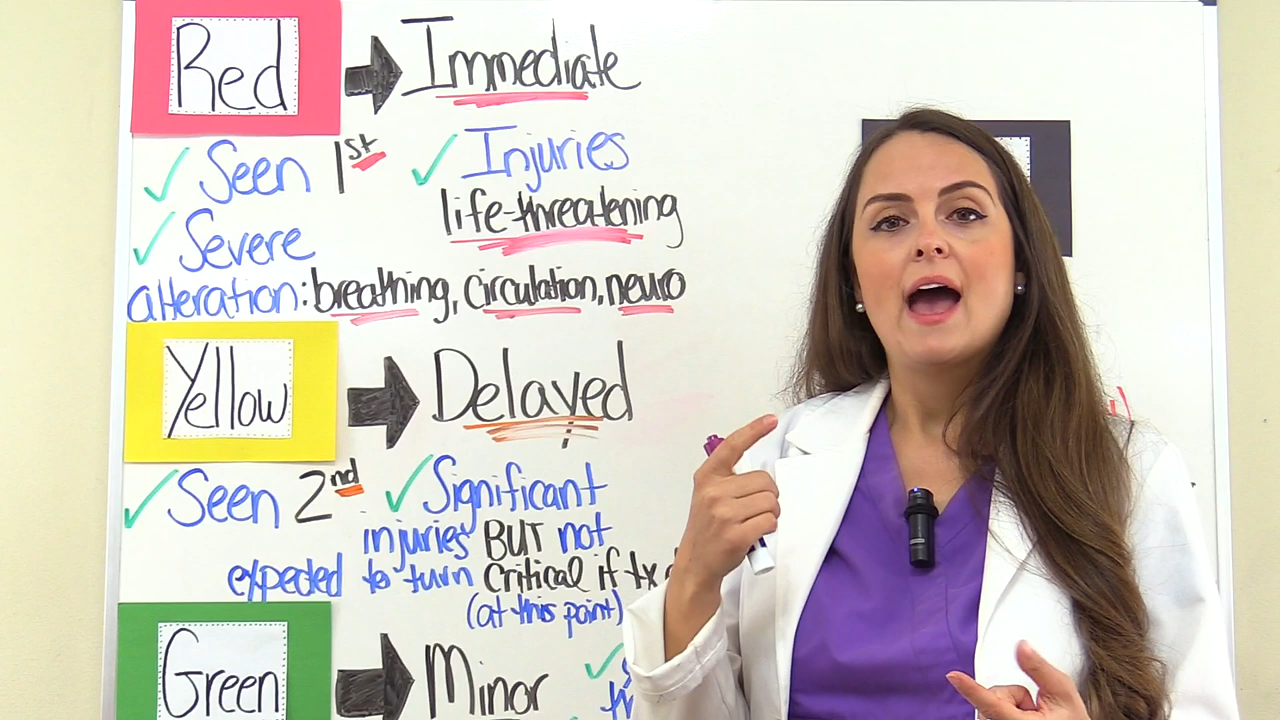 Red Immediate
Seen 1st
Injuries
life-threatening
Severe
alteration: breathing, circulation, neuro
Yellow Delayed
Seen 2nd
Significant
injuries BUT not
expected to turn critical if tx
(at this point)
Green Minor